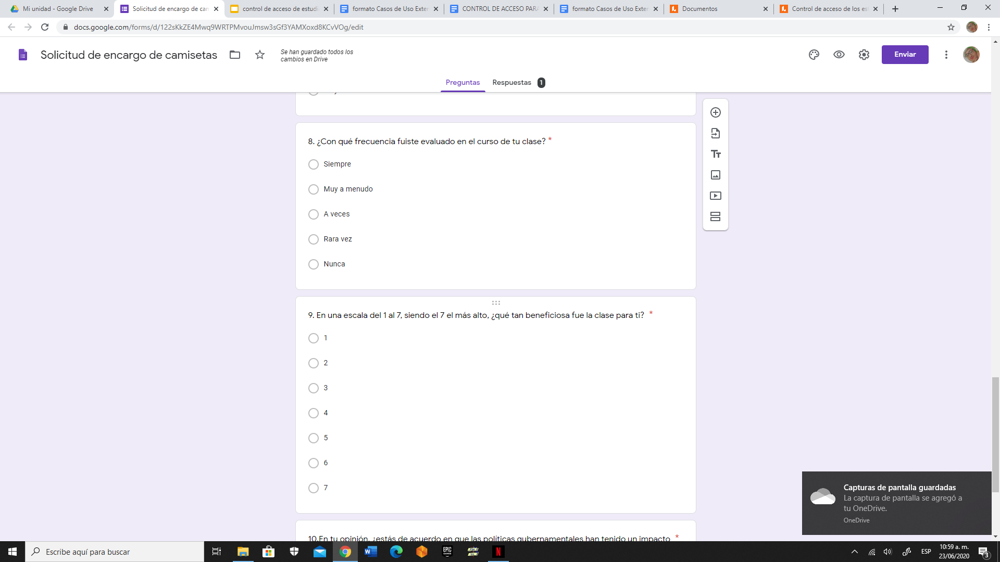 Mi unidad - Google Drive
Solicitud de encargo de can
control de acceso de estudi
formato Casos de Uso Exter
CONTROL DE ACCESO PARA
formato Casos de Uso Exter
Documentos
Control de acceso de los es
docs.google.com/forms/d/122sKkZE4Mwq9WRTPMvouJmsw3sGf3YAMXoxd8KCvVOg/edit
Solicitud de encargo de camisetas
Se han guardado todos los
cambios en Drive
Enviar
Preguntas
Respuestas 1
8. ¿Con qué frecuencia fuiste evaluado en el curso de tu clase? *
Siempre
Muy a menudo
A veces
Rara vez
Nunca
9. En una escala del 1 al 7, siendo el 7 el más alto, ¿qué tan beneficiosa fue la clase para ti? *
1
2
3
4
5
6
7
10.En tu opinión, ¿estás de acuerdo en que las políticas gubernamentales han tenido un impacto *
Capturas de pantalla guardadas
La captura de pantalla se agregó a
tu OneDrive.
OneDrive
Escribe aquí para buscar
EPIC
GAMES
ESP
10:59 a. m.
23/06/2020
3